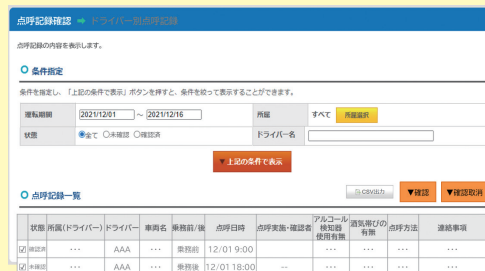 点呼記録確認 ➡ ドライバー別点呼記録
点呼記録の内容を表示します。
条件指定
条件を指定し、「上記の条件で表示」ボタンを押すと、条件を絞って表示することができます。
運転期間 2021/12/01 ~ 2021/12/16 所属 すべて 所属選択
状態 全て 未確認 確認済 ドライバー名
▼上記の条件で表示
点呼記録一覧 CSV出力 ▼確認 ▼確認取消
状態 所属(ドライバー) ドライバー 車両名 乗務前/後 点呼日時 点呼実施・確認者 アルコール検知器使用有無 酒気帯びの有無 点呼方法 連絡事項
確認済 … AAA … 乗務前 12/01 9:00 … … … … …
未確認 … AAA … 乗務後 12/01 18:00 -- … … … …